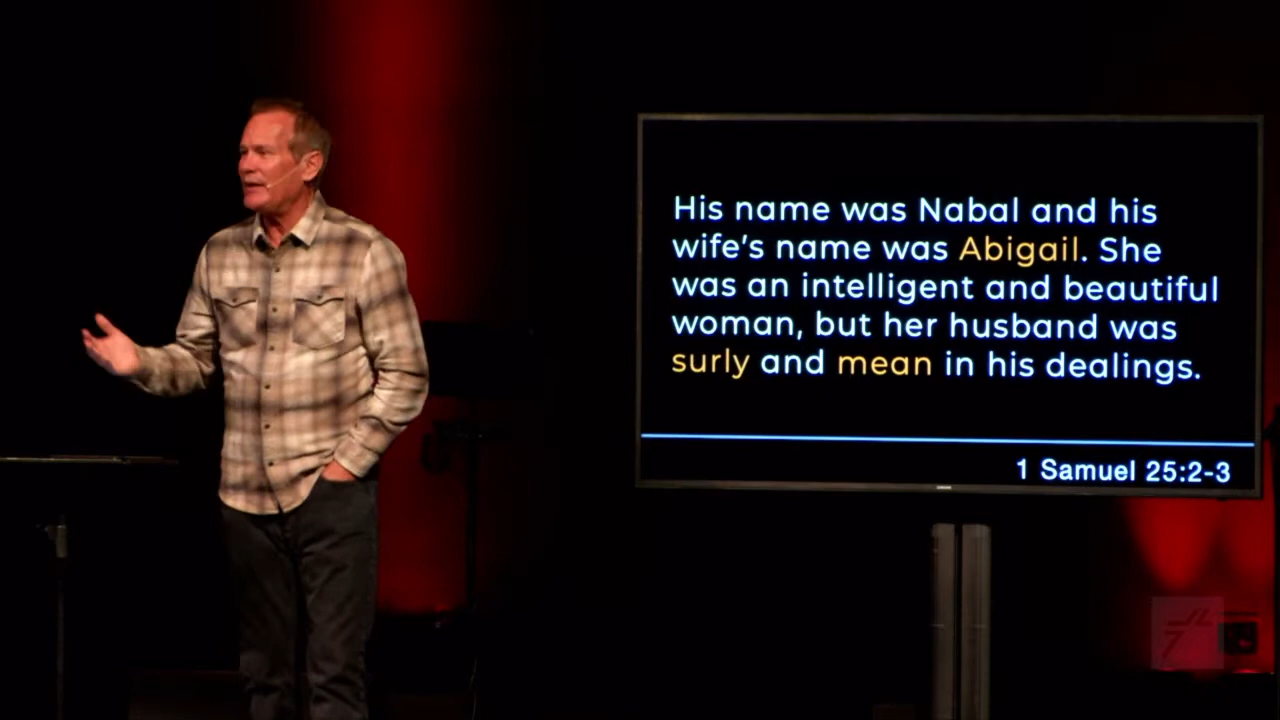 His name was Nabal and his
wife's name was Abigail. She
was an intelligent and beautiful
woman, but her husband was
surly and mean in his dealings.
1 Samuel 25:2-3